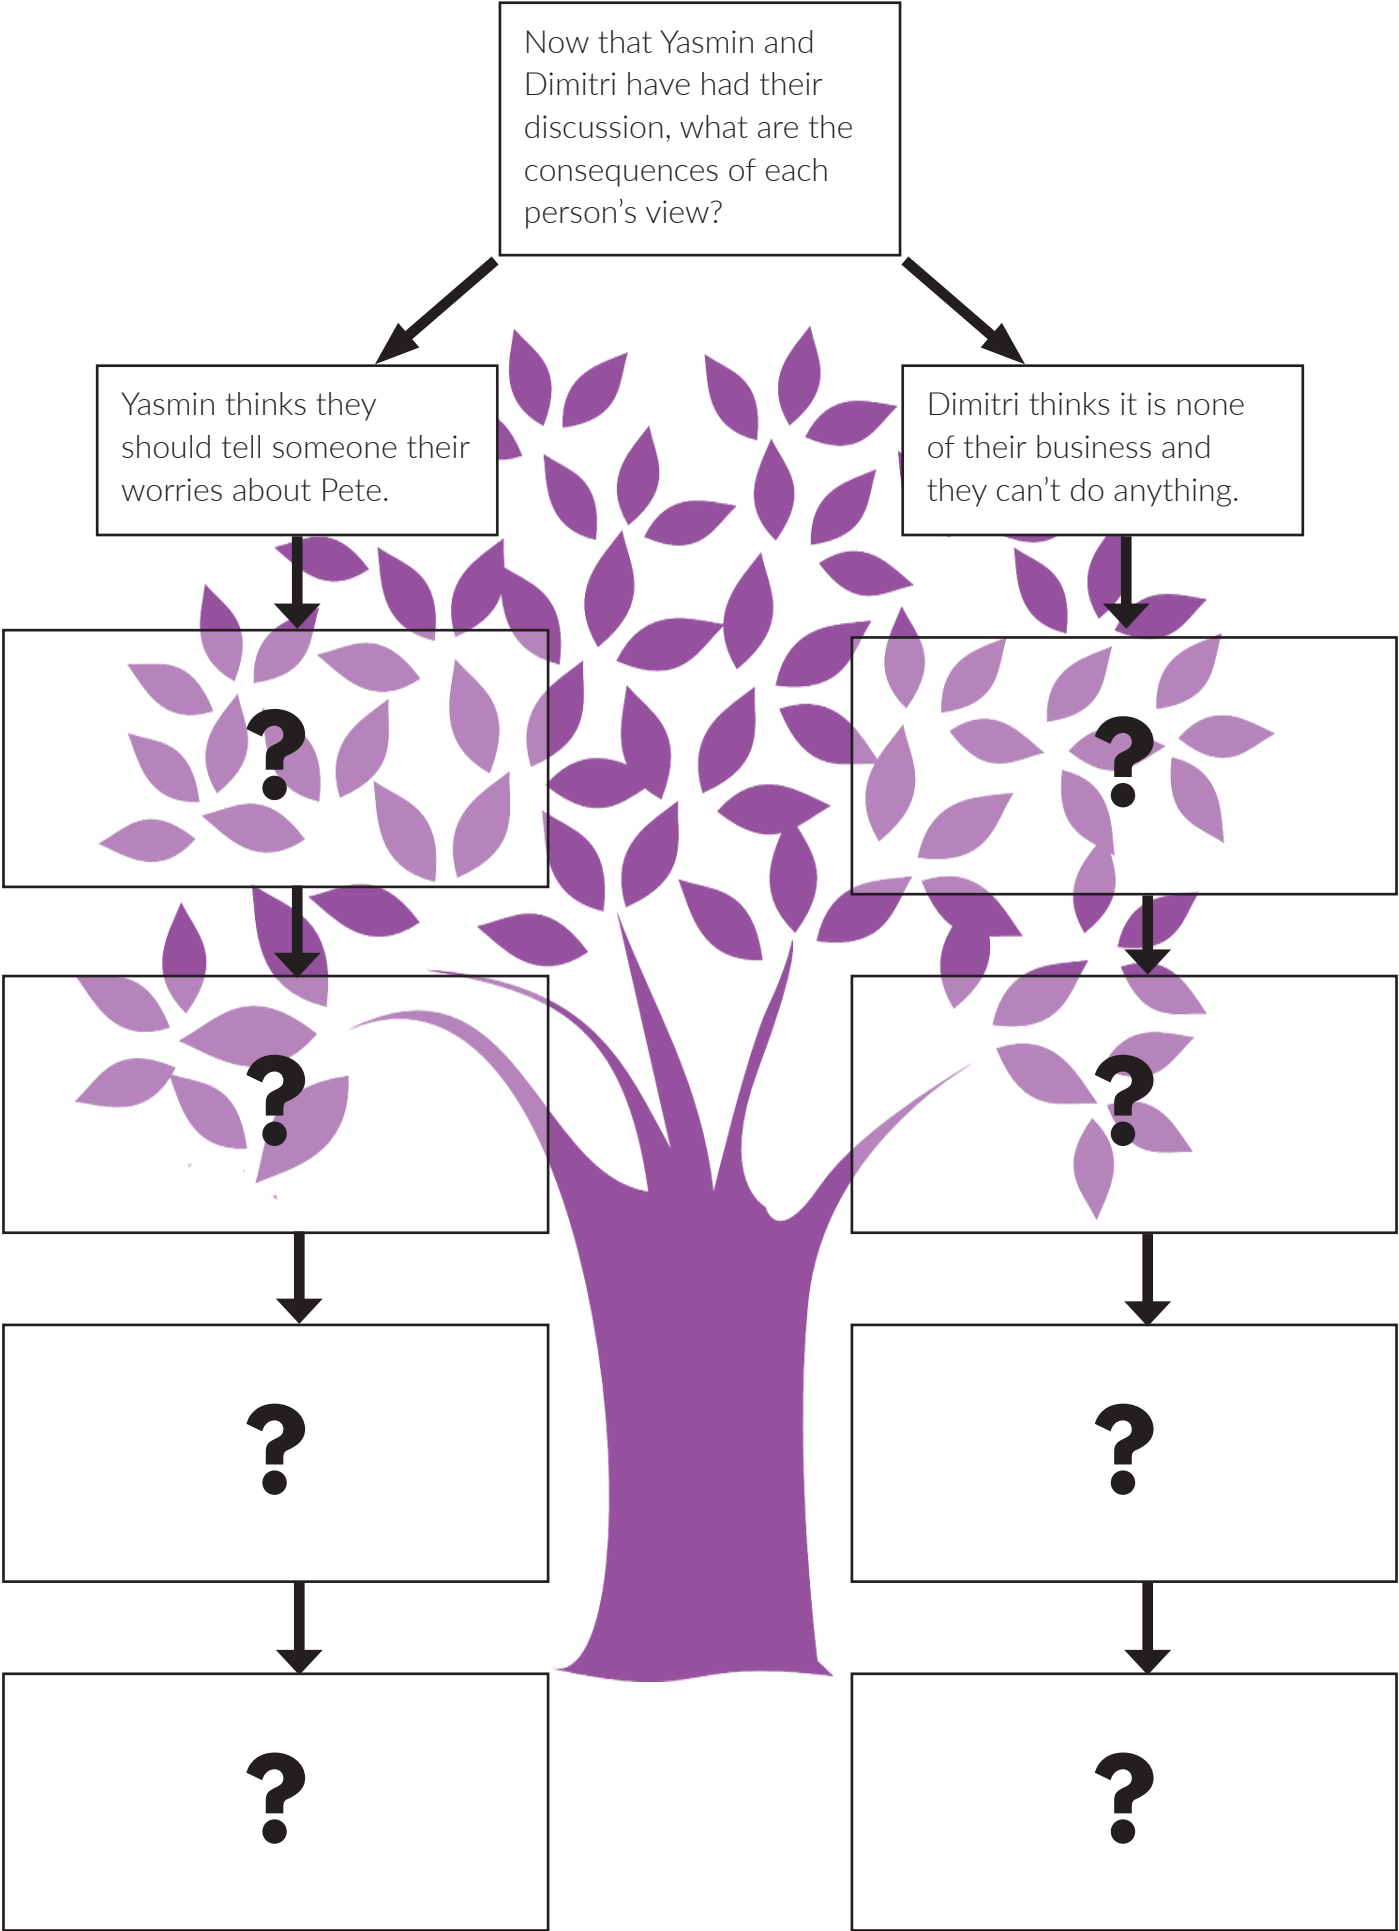 Now that Yasmin and
Dimitri have had their
discussion, what are the
consequences of each
person’s view?
Yasmin thinks they
should tell someone their
worries about Pete.
Dimitri thinks it is none
of their business and
they can’t do anything.
?
?
?
?
?
?
?
?